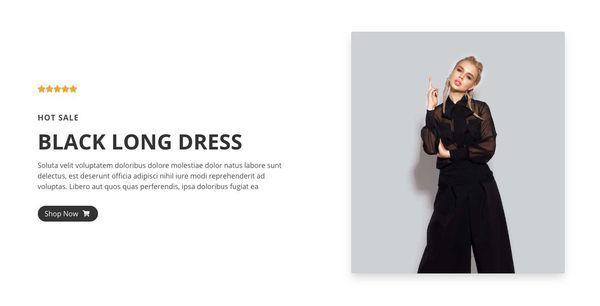 HOT SALE
BLACK LONG DRESS
Soluta velit voluptatem doloribus dolore molestiae dolor natus labore sunt
delectus, est deserunt officia adipisci nihil iure modi reprehenderit ad
voluptas. Libero aut quos quas perferendis, ipsa doloribus fugiat ea
Shop Now